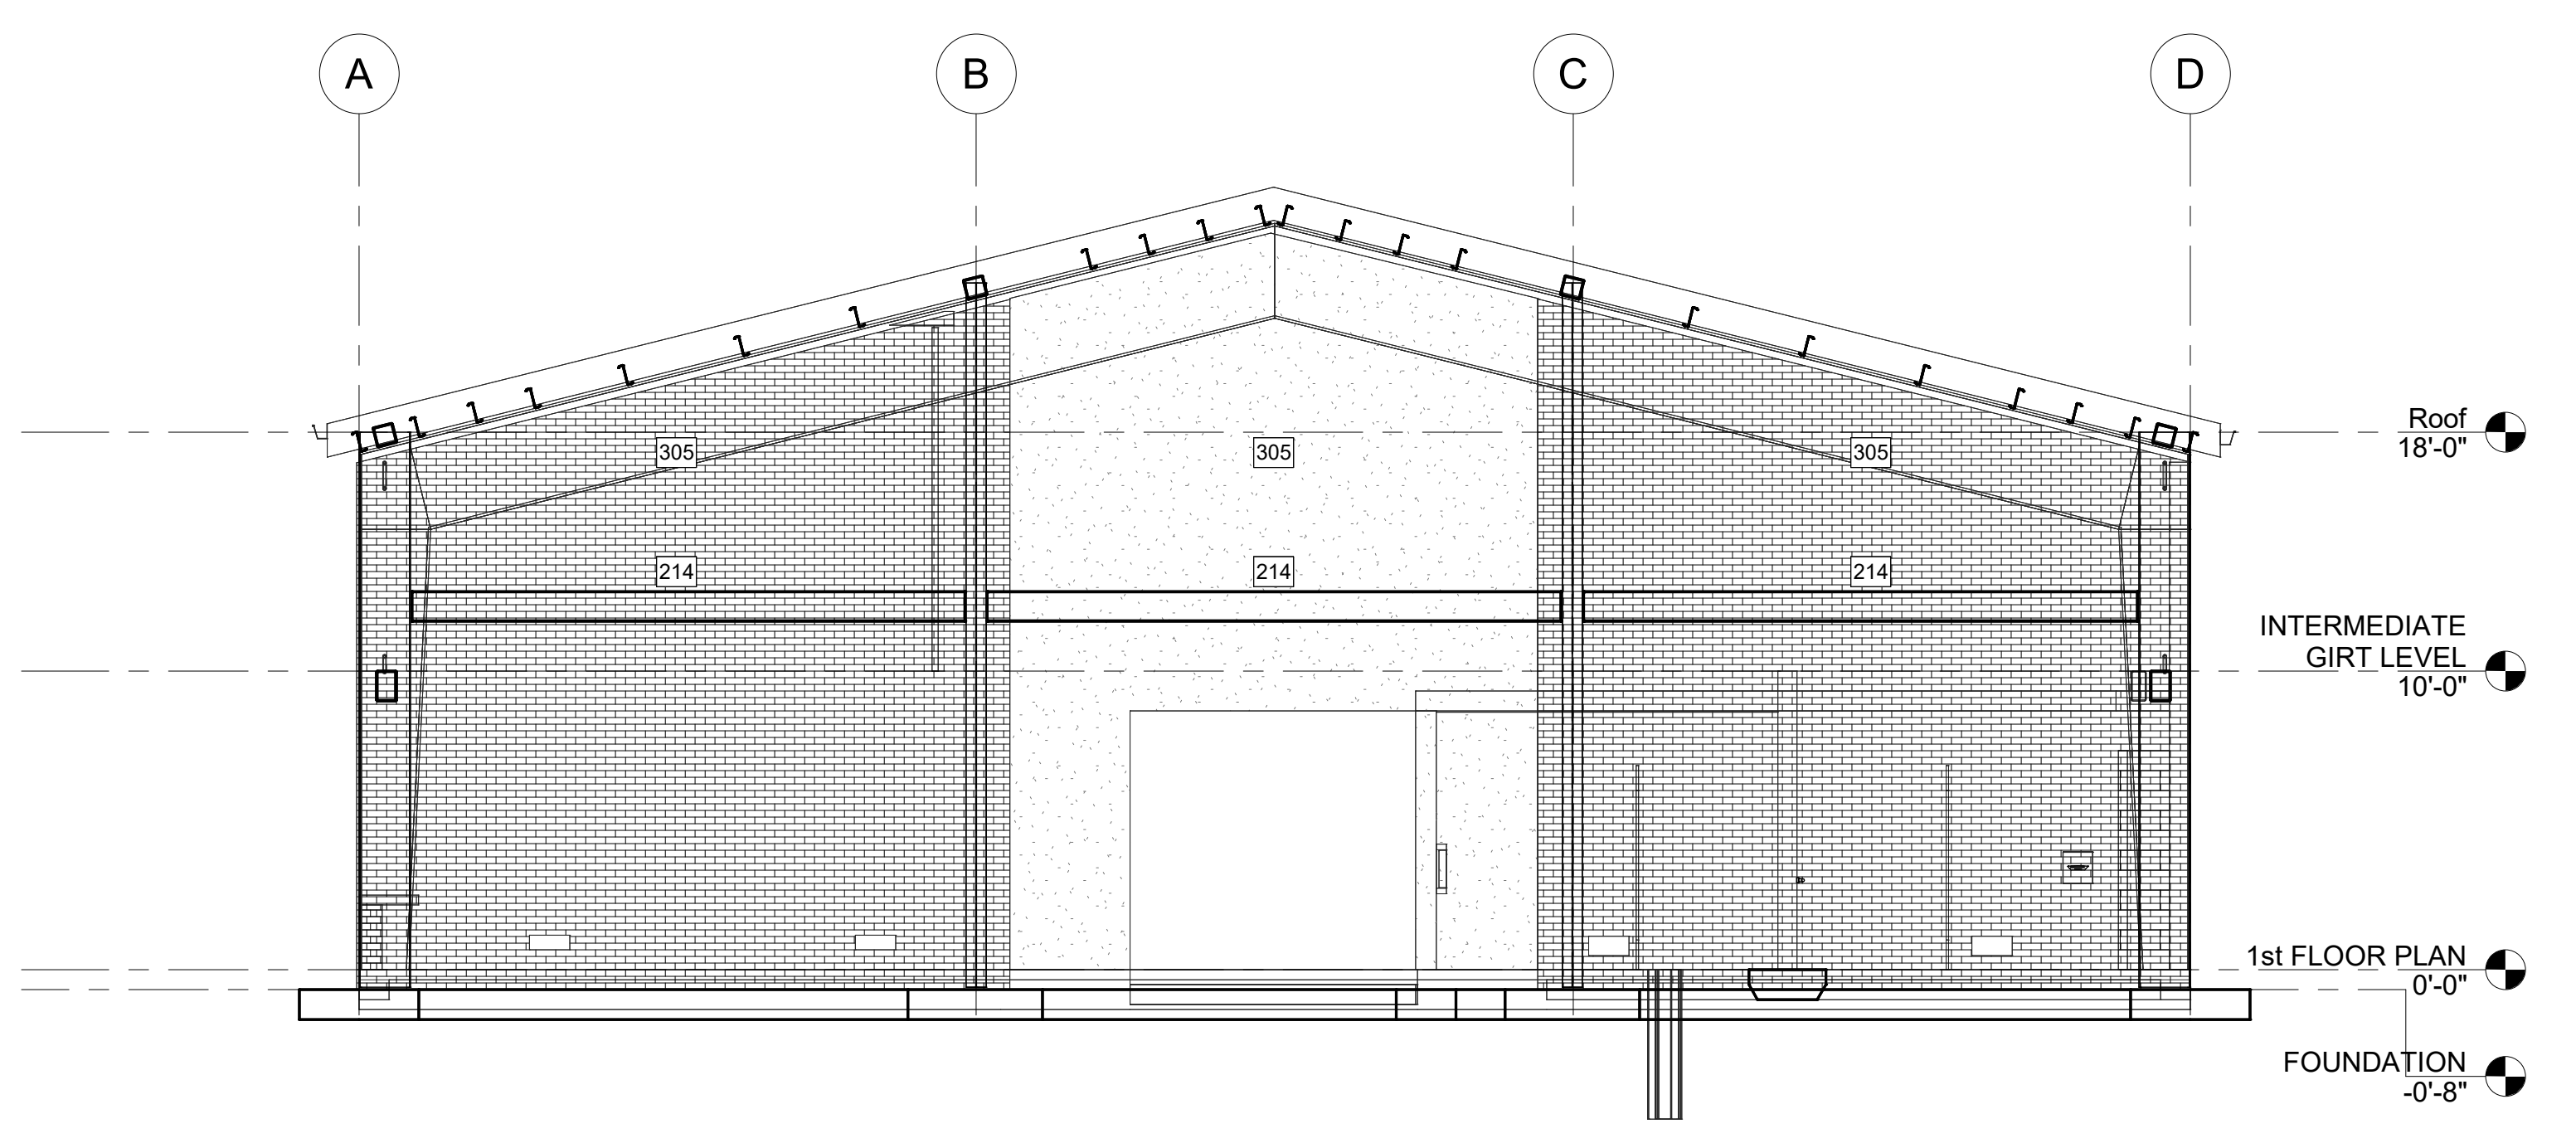 A
B
C
D
Roof
18'-0"
305
305
305
214
214
214
INTERMEDIATE
GIRT LEVEL
10'-0"
1st FLOOR PLAN
0'-0"
FOUNDATION
-0'-8"